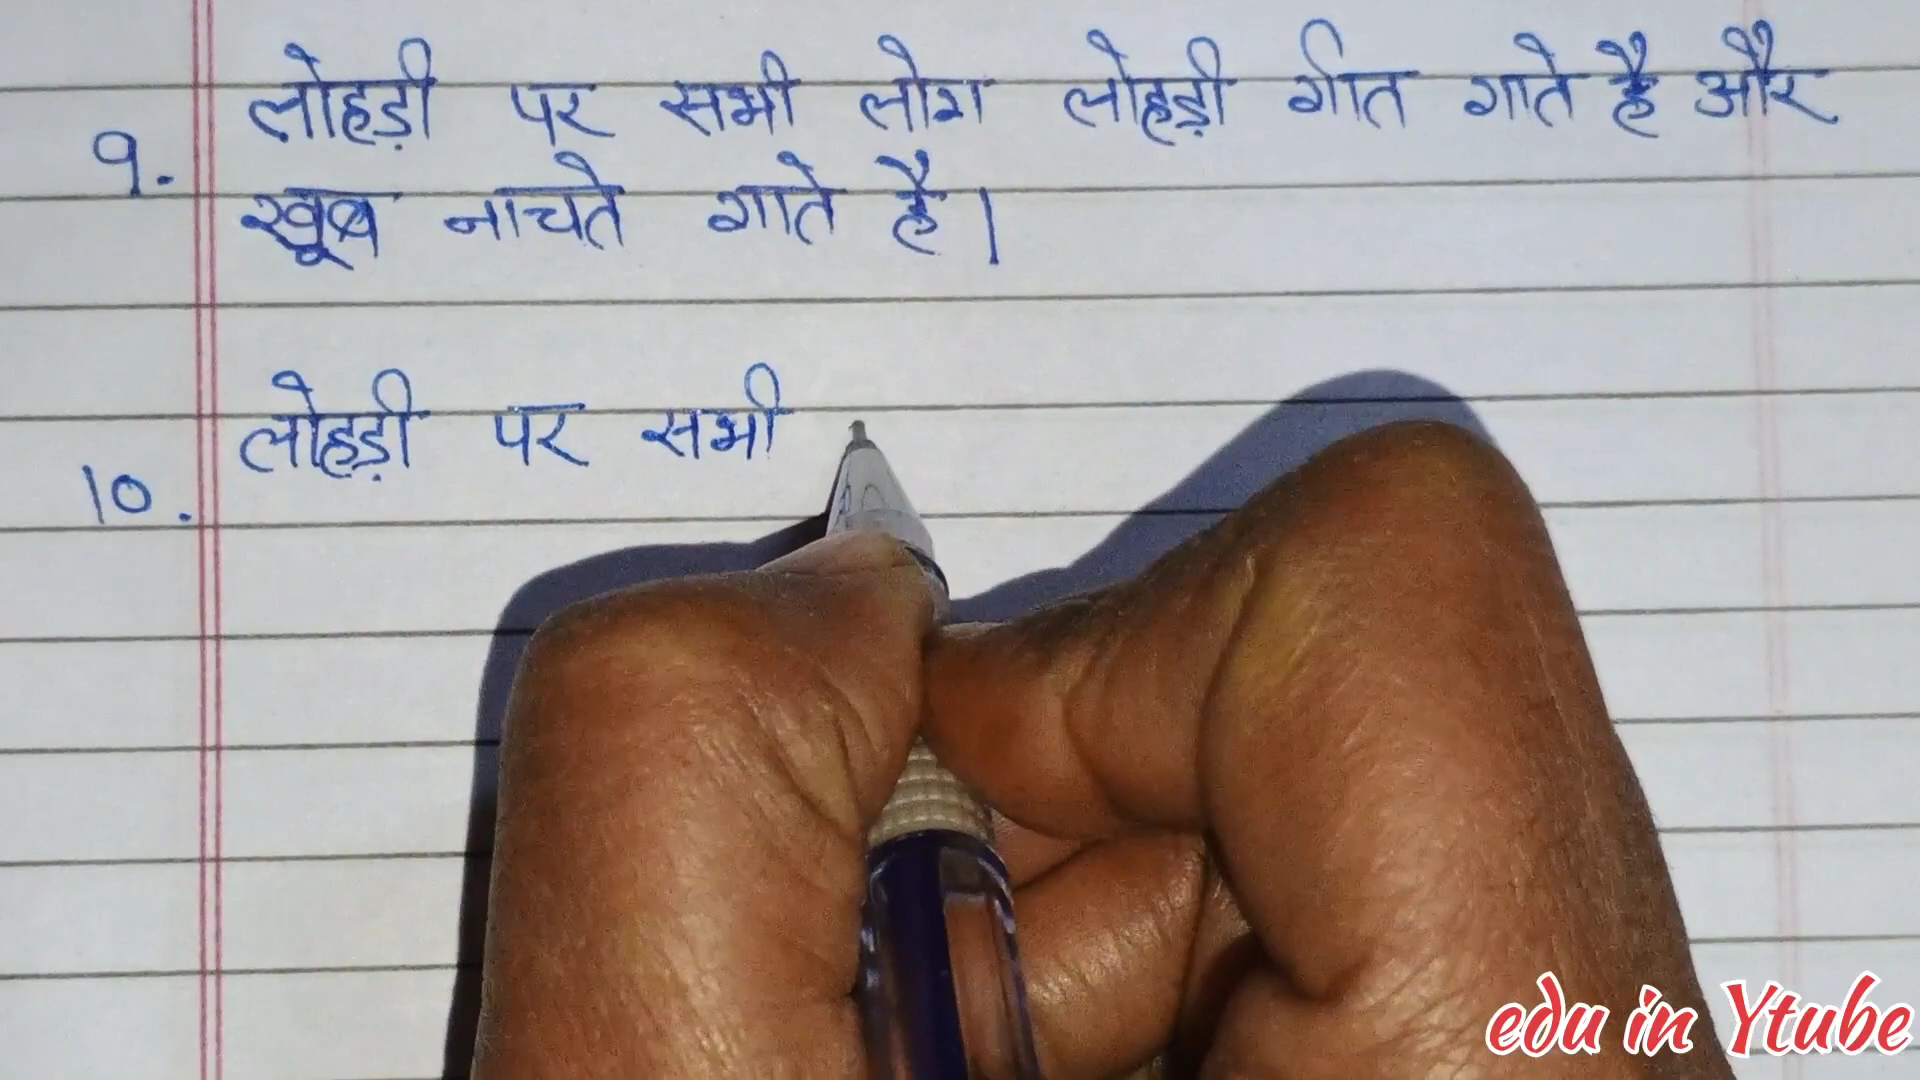 लोहड़ी पर सभी लोग लोहड़ी गीत गाते है और
9.
खूब नाचते गाते है।
लोहड़ी पर सभी
10.
edu in Ytube